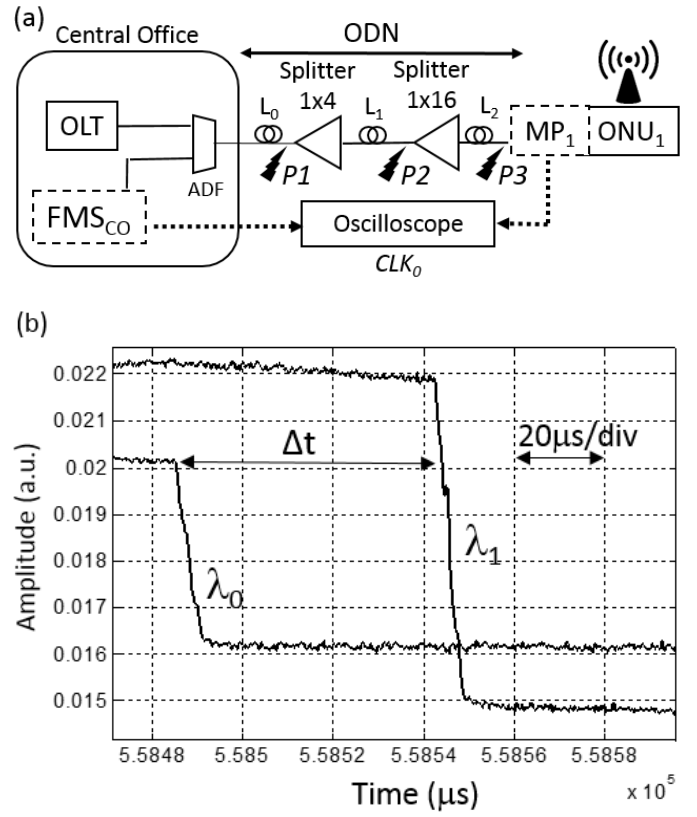 (a)
Central Office
ODN
Splitter
1x4
Splitter
1x16
L0
L1
L2
OLT
ADF
FMSCO
P1
P2
P3
MP1
ONU1
Oscilloscope
CLK0
(b)
Amplitude (a.u.)
0.022
0.021
0.02
0.019
0.018
0.017
0.016
0.015
Δt
20μs/div
λ0
λ1
5.5848
5.585
5.5852
5.5854
5.5856
5.5858
x 10^5
Time (μs)